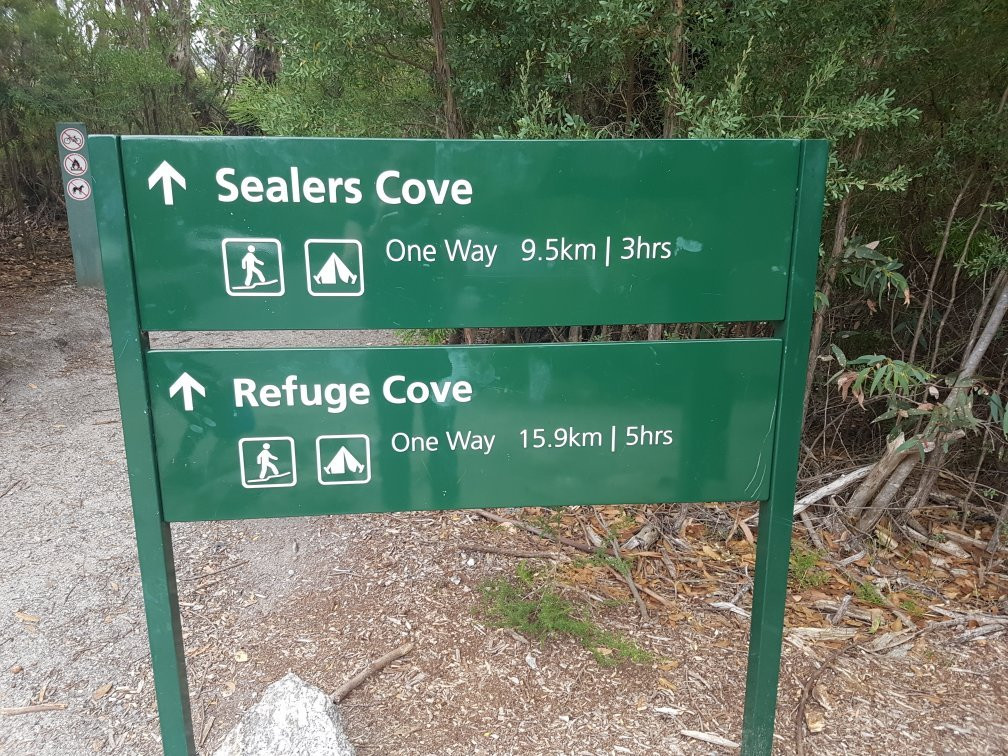 Sealers Cove
One Way 9.5km | 3hrs
Refuge Cove
One Way 15.9km | 5hrs